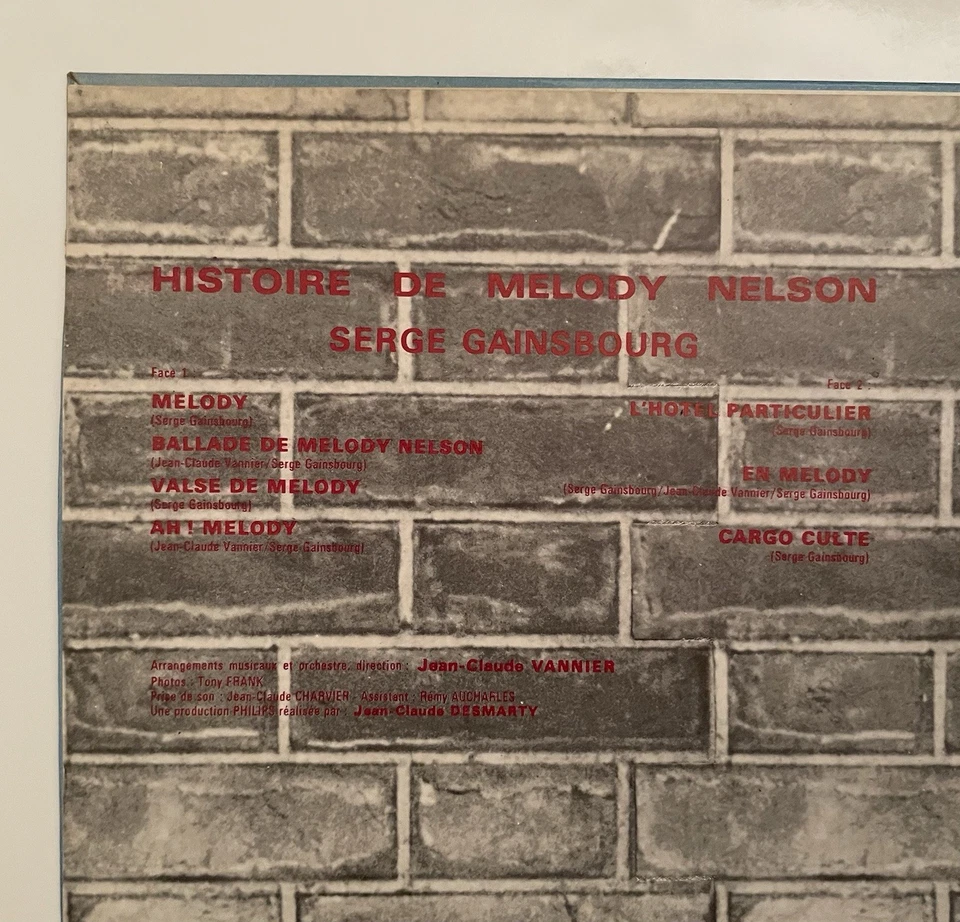 HISTOIRE DE MELODY NELSON
SERGE GAINSBOURG
Face 1
MELODY
(Serge Gainsbourg)
BALLADE DE MELODY NELSON
(Jean-Claude Vannier/Serge Gainsbourg)
VALSE DE MELODY
(Serge Gainsbourg)
AH ! MELODY
(Jean-Claude Vannier/Serge Gainsbourg)
Face 2 :
L'HOTEL PARTICULIER
(Serge Gainsbourg)
EN MELODY
(Serge Gainsbourg/Jean-Claude Vannier/Serge Gainsbourg)
CARGO CULTE
(Serge Gainsbourg)
Arrangements musicaux et orchestre, direction : Jean-Claude VANNIER
Photos : Tony FRANK
Prise de son : Jean-Claude CHARVIER - Assistant : Rémy AUCHARLES
Une production PHILIPS réalisée par : Jean-Claude DESMARTY